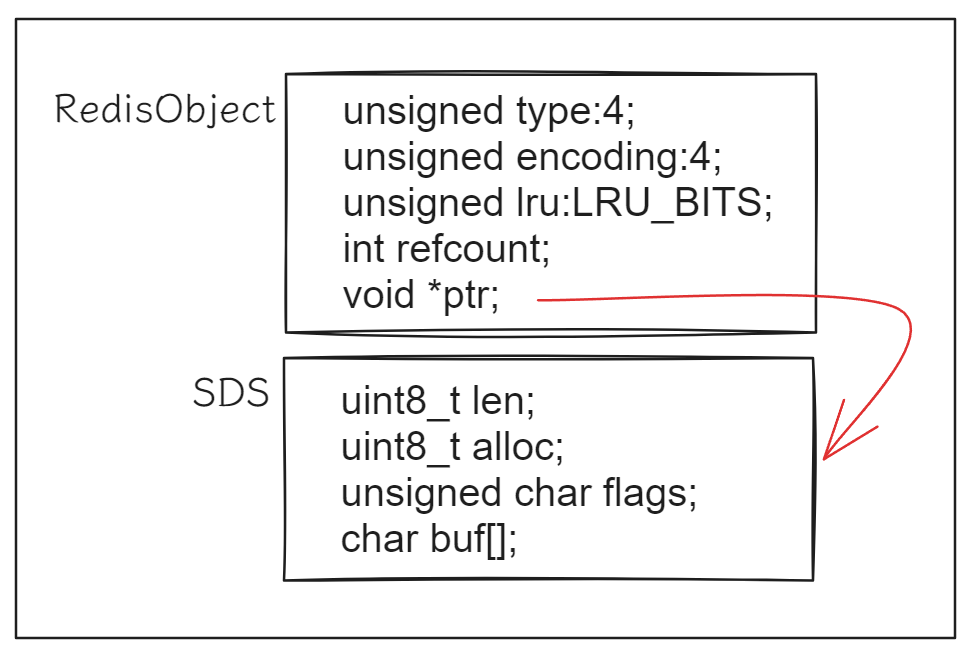 RedisObject
unsigned type:4;
unsigned encoding:4;
unsigned lru:LRU_BITS;
int refcount;
void *ptr;
SDS
uint8_t len;
uint8_t alloc;
unsigned char flags;
char buf[];